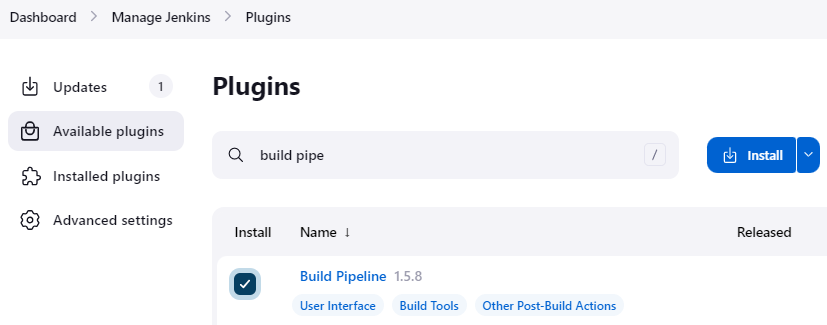 Dashboard > Manage Jenkins > Plugins
Updates 1
Available plugins
Installed plugins
Advanced settings
Plugins
build pipe /
Install
Install Name ↓ Released
Build Pipeline 1.5.8
User Interface Build Tools Other Post-Build Actions